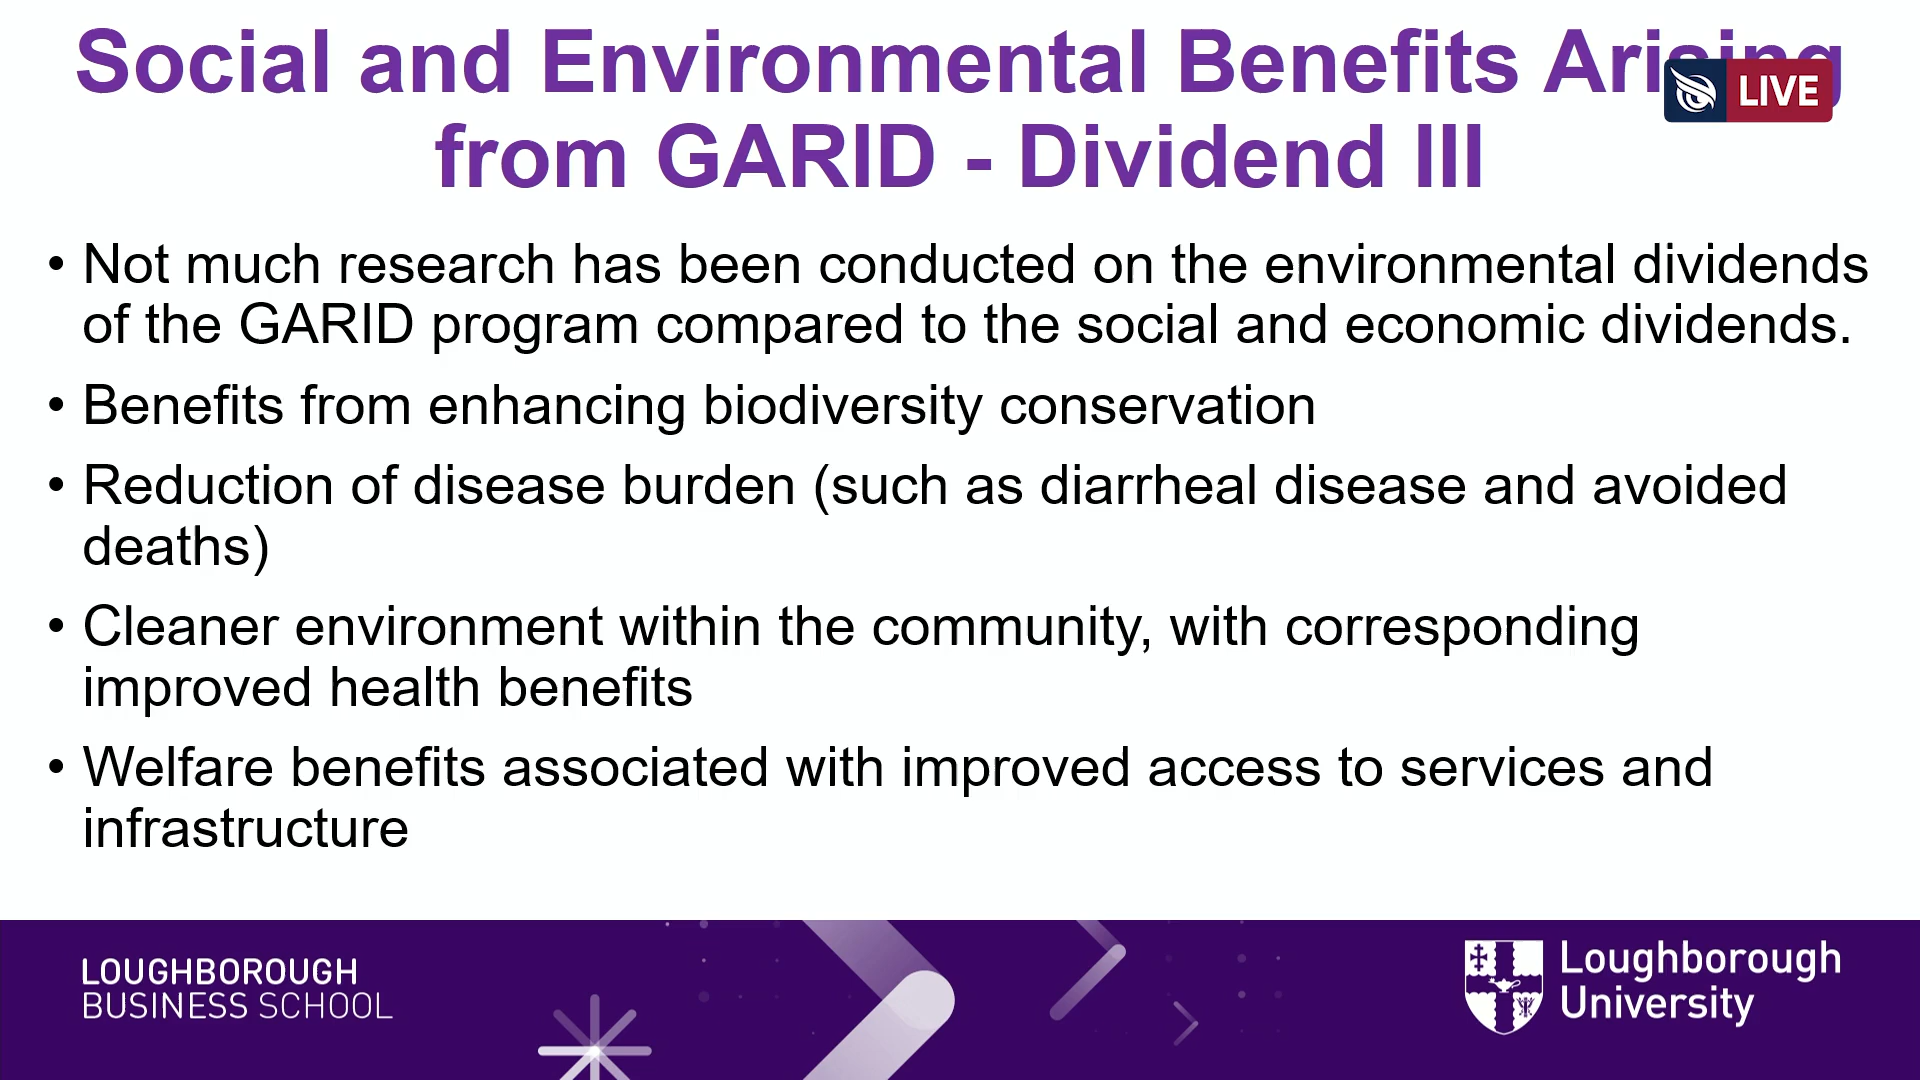 Social and Environmental Benefits Arising
LIVE
from GARID - Dividend III
• Not much research has been conducted on the environmental dividends
of the GARID program compared to the social and economic dividends.
• Benefits from enhancing biodiversity conservation
• Reduction of disease burden (such as diarrheal disease and avoided
deaths)
• Cleaner environment within the community, with corresponding
improved health benefits
• Welfare benefits associated with improved access to services and
infrastructure
LOUGHBOROUGH
BUSINESS SCHOOL
Loughborough
University